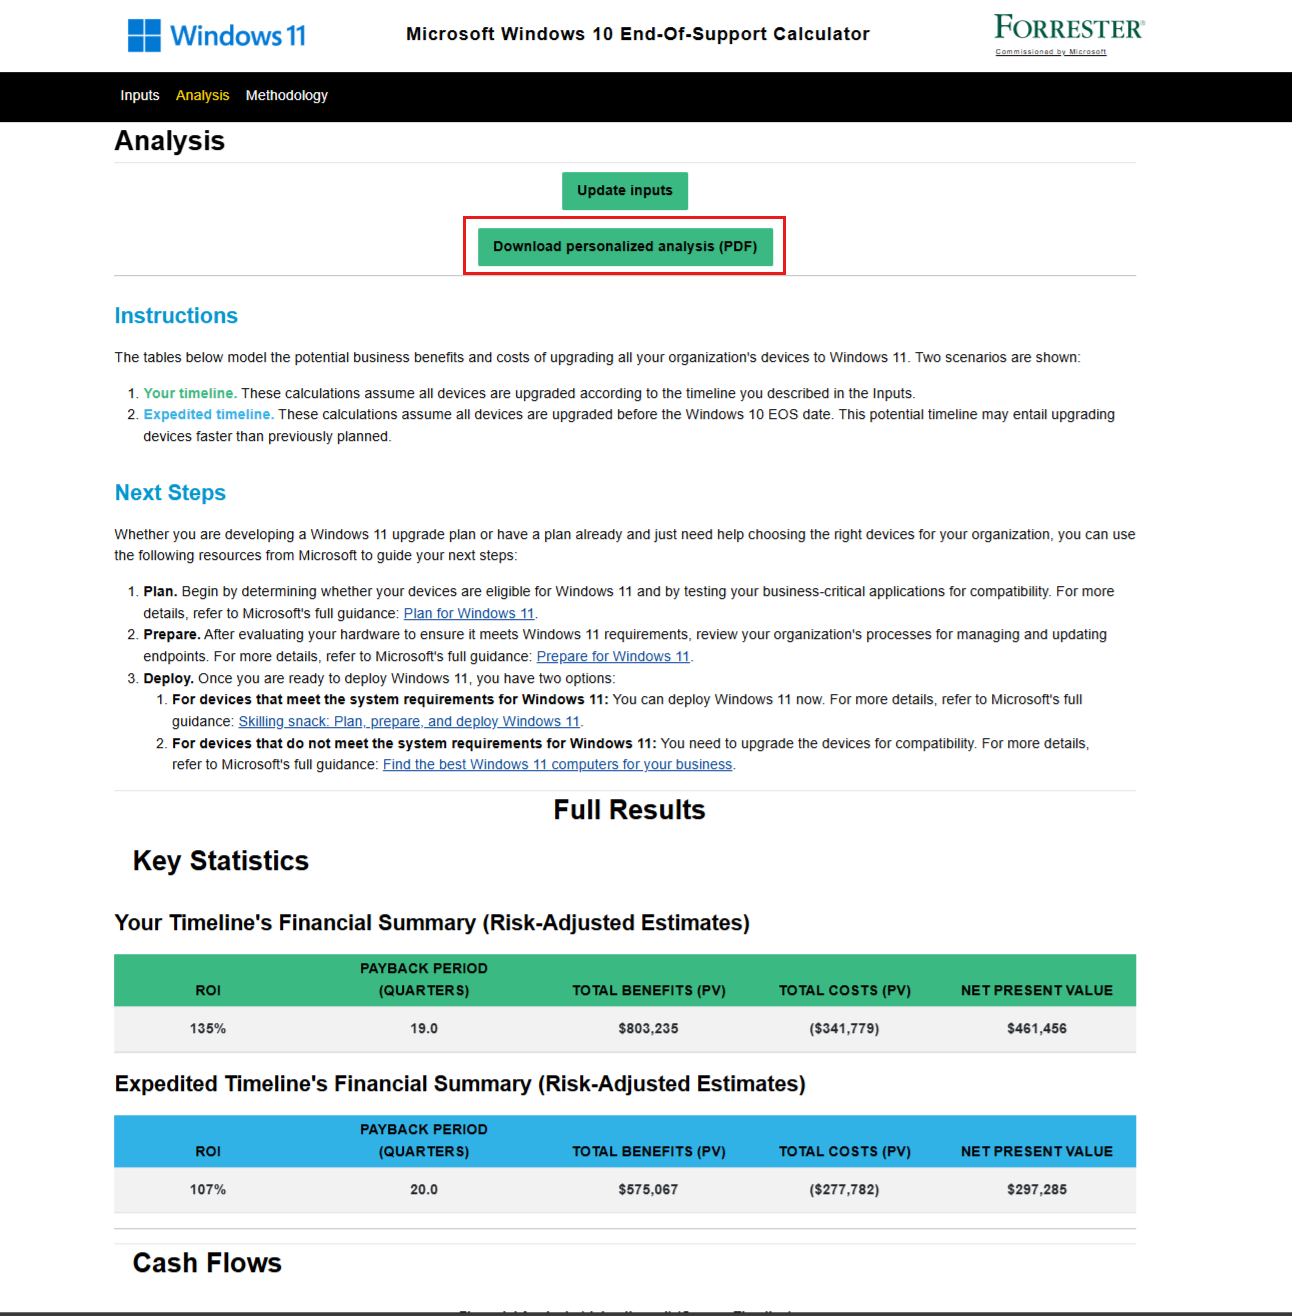 Windows 11
Microsoft Windows 10 End-Of-Support Calculator
FORRESTER®
Commissioned by Microsoft
Inputs Analysis Methodology
Analysis
Update inputs
Download personalized analysis (PDF)
Instructions
The tables below model the potential business benefits and costs of upgrading all your organization's devices to Windows 11. Two scenarios are shown:
1. Your timeline. These calculations assume all devices are upgraded according to the timeline you described in the Inputs.
2. Expedited timeline. These calculations assume all devices are upgraded before the Windows 10 EOS date. This potential timeline may entail upgrading
devices faster than previously planned.
Next Steps
Whether you are developing a Windows 11 upgrade plan or have a plan already and just need help choosing the right devices for your organization, you can use
the following resources from Microsoft to guide your next steps:
1. Plan. Begin by determining whether your devices are eligible for Windows 11 and by testing your business-critical applications for compatibility. For more
details, refer to Microsoft's full guidance: Plan for Windows 11.
2. Prepare. After evaluating your hardware to ensure it meets Windows 11 requirements, review your organization's processes for managing and updating
endpoints. For more details, refer to Microsoft's full guidance: Prepare for Windows 11.
3. Deploy. Once you are ready to deploy Windows 11, you have two options:
1. For devices that meet the system requirements for Windows 11: You can deploy Windows 11 now. For more details, refer to Microsoft's full
guidance: Skilling snack: Plan, prepare, and deploy Windows 11.
2. For devices that do not meet the system requirements for Windows 11: You need to upgrade the devices for compatibility. For more details,
refer to Microsoft's full guidance: Find the best Windows 11 computers for your business.
Full Results
Key Statistics
Your Timeline's Financial Summary (Risk-Adjusted Estimates)
PAYBACK PERIOD
ROI (QUARTERS) TOTAL BENEFITS (PV) TOTAL COSTS (PV) NET PRESENT VALUE
135% 19.0 $803,235 ($341,779) $461,456
Expedited Timeline's Financial Summary (Risk-Adjusted Estimates)
PAYBACK PERIOD
ROI (QUARTERS) TOTAL BENEFITS (PV) TOTAL COSTS (PV) NET PRESENT VALUE
107% 20.0 $575,067 ($277,782) $297,285
Cash Flows